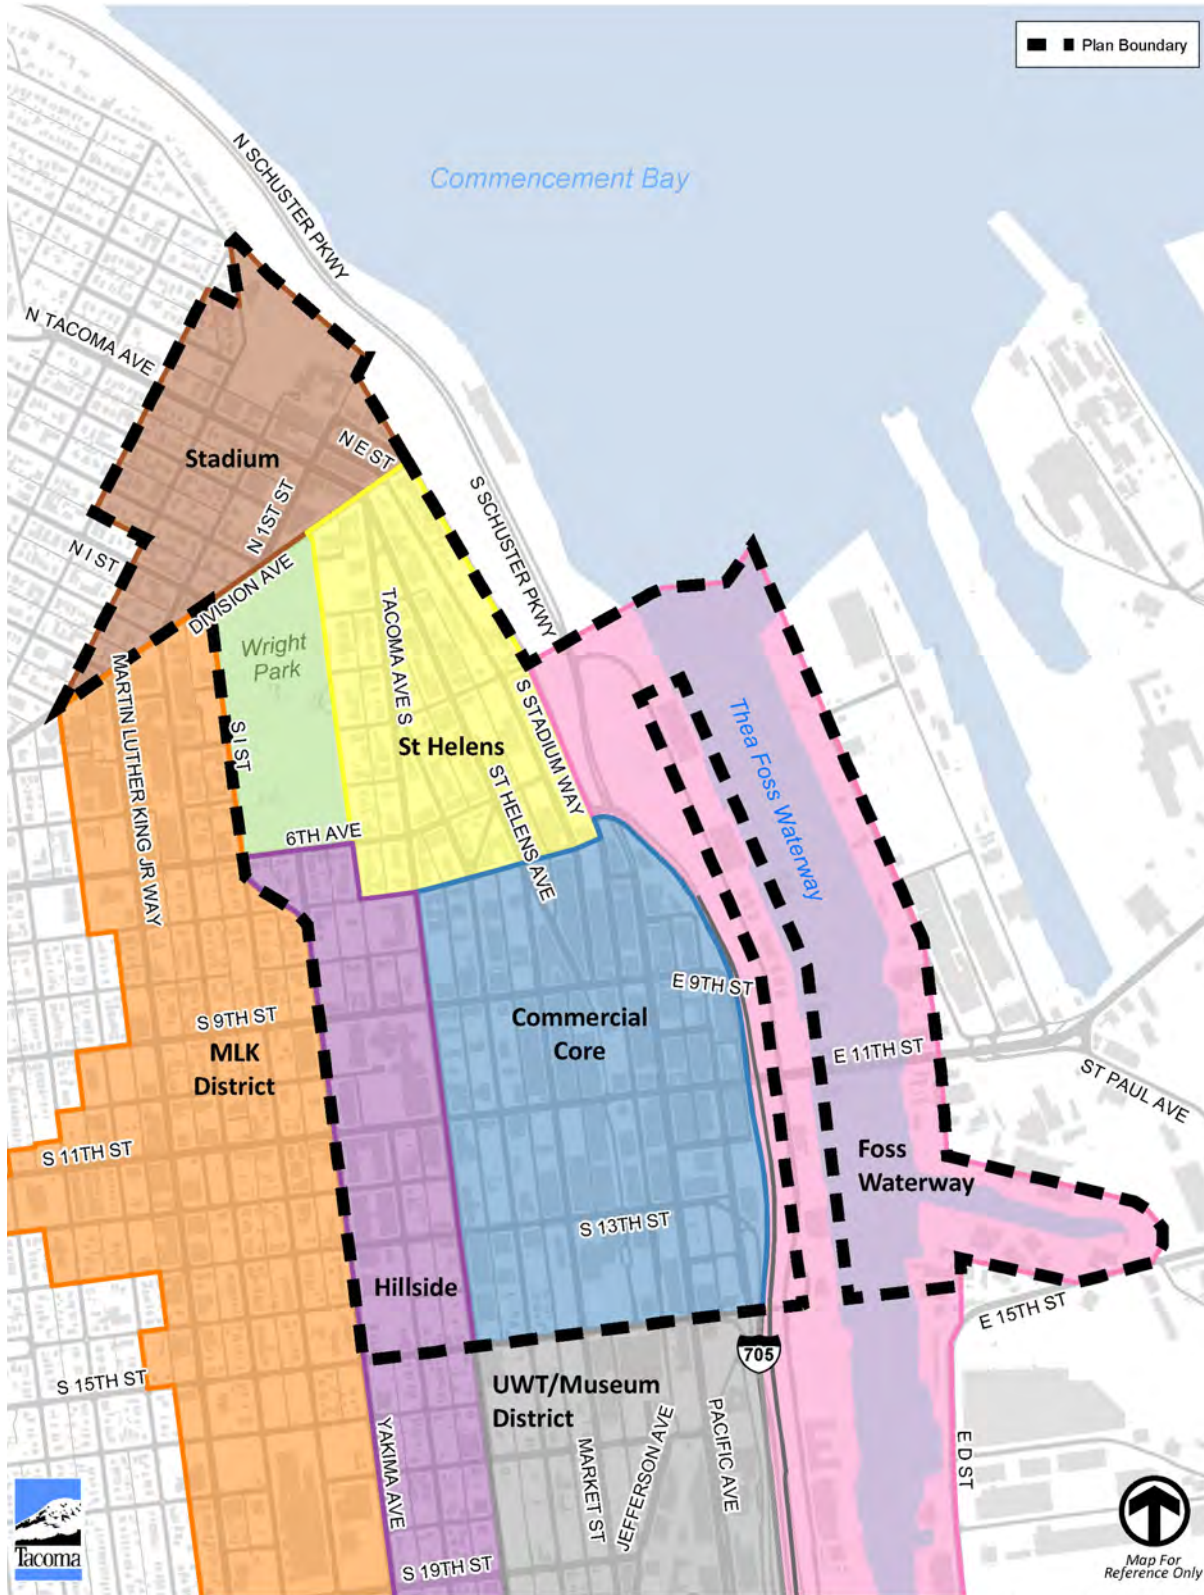 Plan Boundary
N SCHUSTER PKWY
Commencement Bay
N TACOMA AVE
Stadium
N E ST
N 1ST ST
N I ST
DIVISION AVE
S SCHUSTER PKWY
Wright
Park
TACOMA AVE S
MARTIN LUTHER KING JR WAY
S I ST
St Helens
S STADIUM WAY
ST HELENS AVE
Thea Foss Waterway
6TH AVE
E 9TH ST
S 9TH ST
MLK
District
Commercial
Core
E 11TH ST
ST PAUL AVE
S 11TH ST
Foss
Waterway
S 13TH ST
Hillside
E 15TH ST
705
S 15TH ST
UWT/Museum
District
YAKIMA AVE
MARKET ST
JEFFERSON AVE
PACIFIC AVE
E D ST
S 19TH ST
Tacoma
Map For
Reference Only